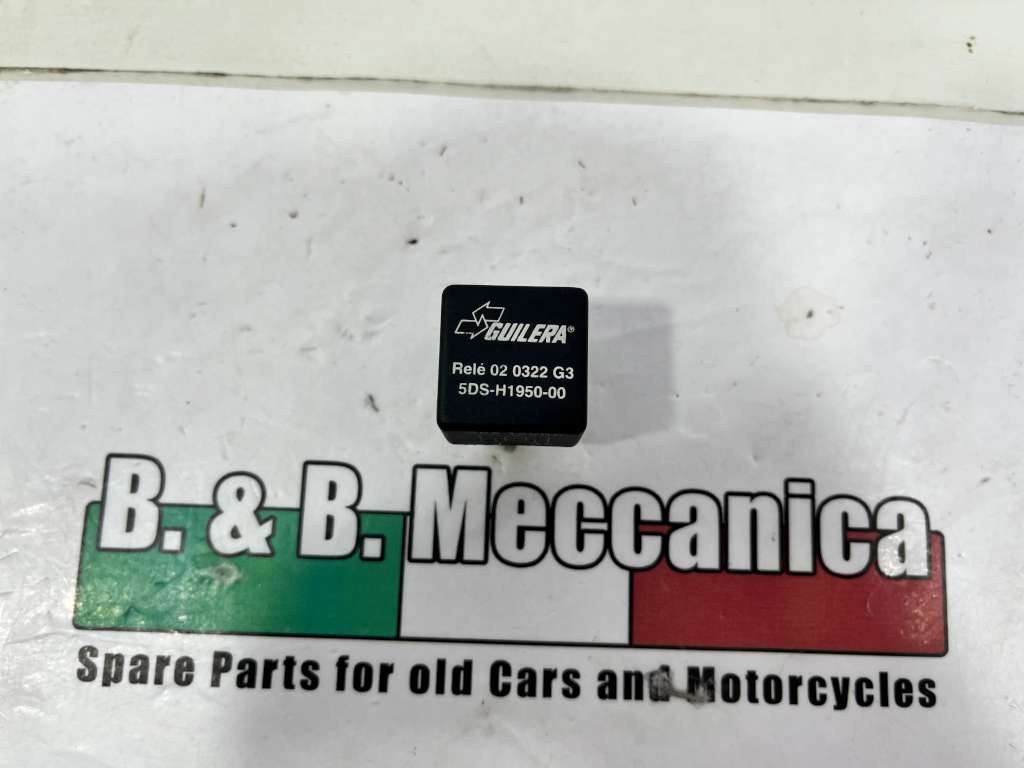 GUILERA®
Relé 02 0322 G3
5DS-H1950-00
B. & B. Meccanica
Spare Parts for old Cars and Motorcycles